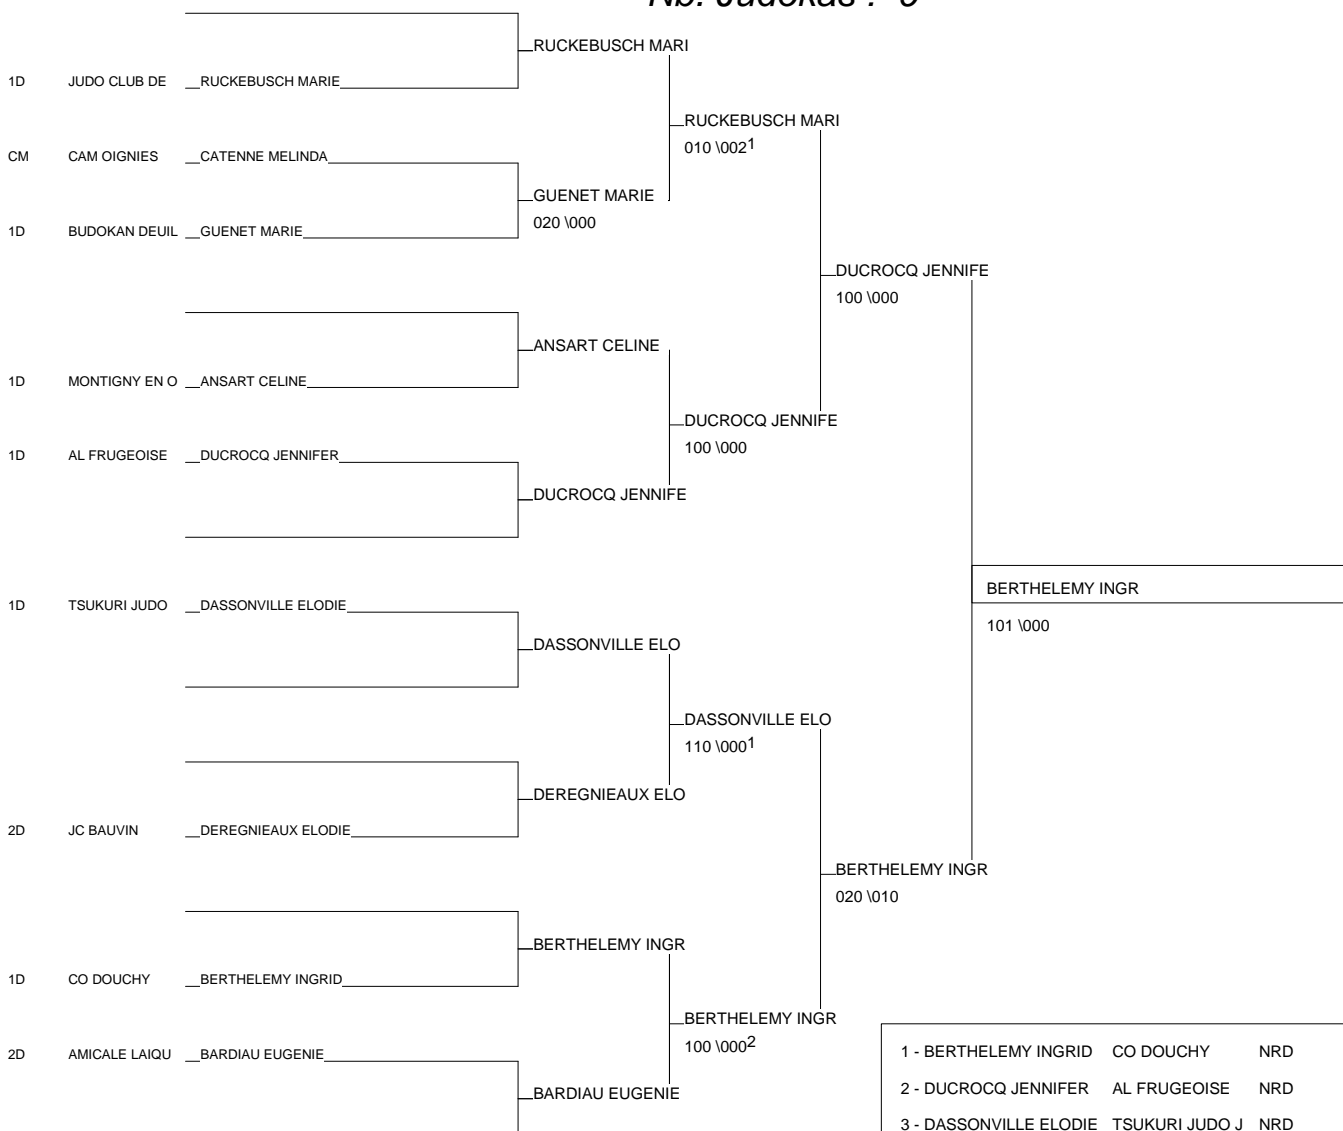 Nb. Judokas : 9
RUCKEBUSCH MARI
1D JUDO CLUB DE RUCKEBUSCH MARIE
RUCKEBUSCH MARI
010 \002 1
CM CAM OIGNIES CATENNE MELINDA
GUENET MARIE
020 \000
1D BUDOKAN DEUIL GUENET MARIE
DUCROCQ JENNIFE
100 \000
ANSART CELINE
1D MONTIGNY EN O ANSART CELINE
DUCROCQ JENNIFE
100 \000
1D AL FRUGEOISE DUCROCQ JENNIFER
DUCROCQ JENNIFE
BERTHELEMY INGR
101 \000
1D TSUKURI JUDO DASSONVILLE ELODIE
DASSONVILLE ELO
DASSONVILLE ELO
110 \000 1
DEREGNIEAUX ELO
2D JC BAUVIN DEREGNIEAUX ELODIE
BERTHELEMY INGR
020 \010
BERTHELEMY INGR
1D CO DOUCHY BERTHELEMY INGRID
BERTHELEMY INGR
100 \000 2
2D AMICALE LAIQU BARDIAU EUGENIE
BARDIAU EUGENIE
1 - BERTHELEMY INGRID CO DOUCHY NRD
2 - DUCROCQ JENNIFER AL FRUGEOISE NRD
3 - DASSONVILLE ELODIE TSUKURI JUDO J NRD